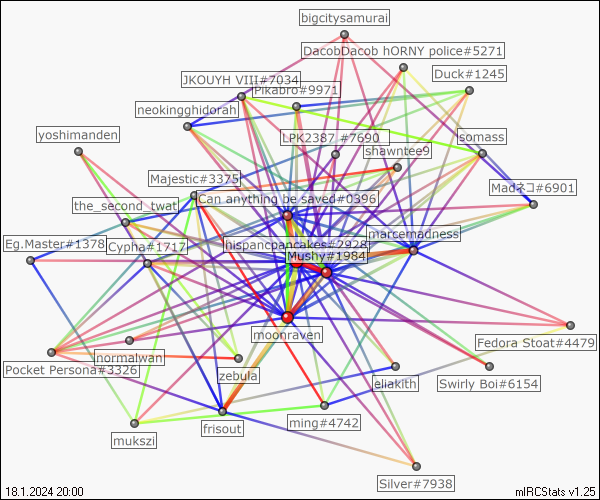 bigcitysamurai
DacobDacob hORNY police#5271
JKOUYH VIII#7034
Duck#1245
Pikabro#9971
neokingghidorah
yoshimanden
LPK2387 #7690
somass
shawntee9
Majestic#3375
Can anything be saved#0396
Madネコ#6901
the_second_twat
marcemadness
Eg.Master#1378
Cypha#1717
hispancpancakes#2928
Mushy#1984
moonraven
Fedora Stoat#4479
normalwan
Pocket Persona#3326
zebula
eliakith
Swirly Boi#6154
mukszi
frisout
ming#4742
Silver#7938
18.1.2024 20:00
mIRCStats v1.25